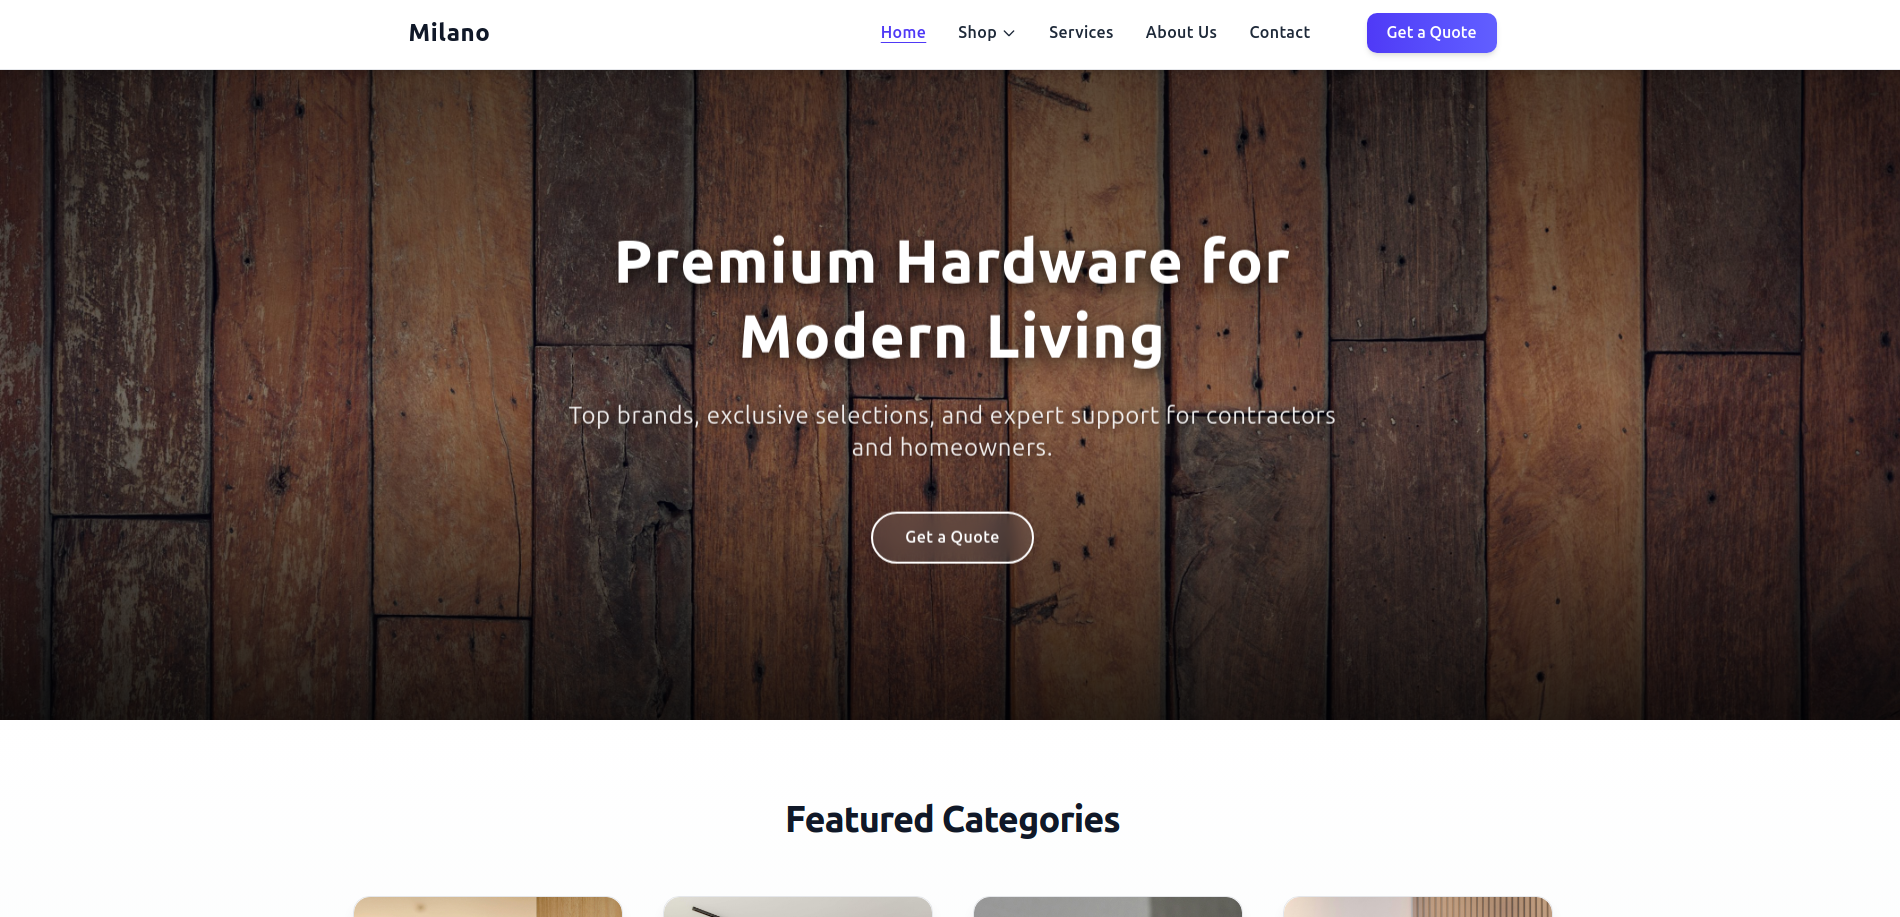 Milano
Home
Shop
Services
About Us
Contact
Get a Quote
Premium Hardware for
Modern Living
Top brands, exclusive selections, and expert support for contractors
and homeowners.
Get a Quote
Featured Categories